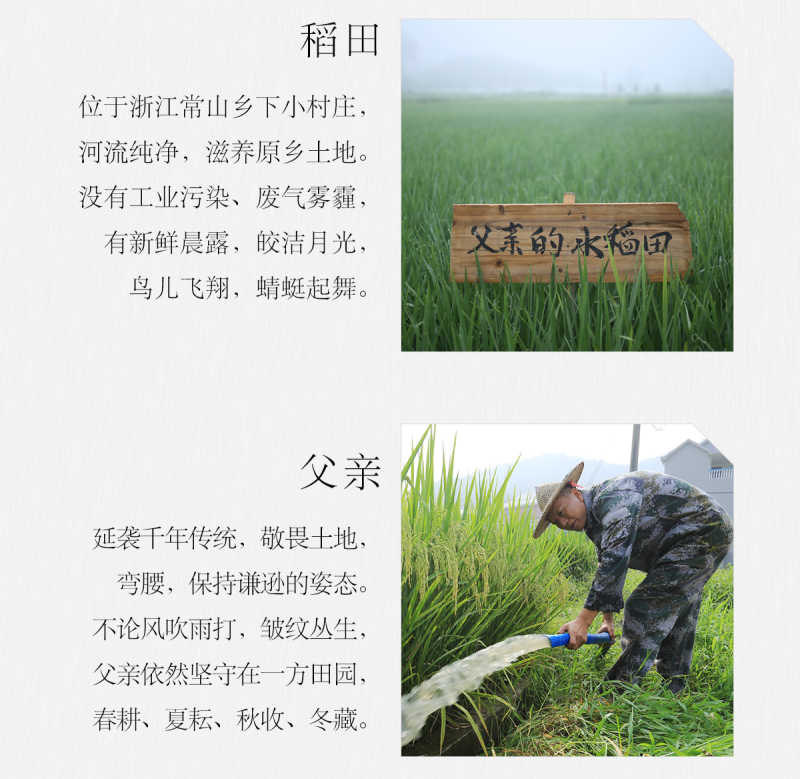 稻田
位于浙江常山乡下小村庄，
河流纯净，滋养原乡土地。
没有工业污染、废气雾霾，
有新鲜晨露，皎洁月光，
鸟儿飞翔，蜻蜓起舞。
父亲的水稻田
父亲
延袭千年传统，敬畏土地，
弯腰，保持谦逊的姿态。
不论风吹雨打，皱纹丛生，
父亲依然坚守在一方田园，
春耕、夏耘、秋收、冬藏。